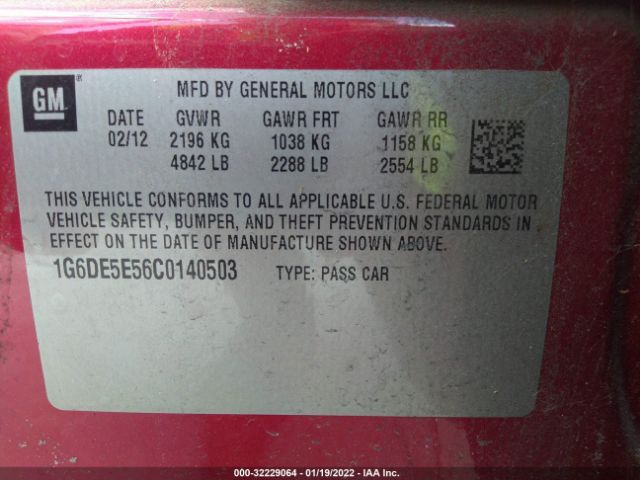 GM ®
MFD BY GENERAL MOTORS LLC
DATE GVWR GAWR FRT GAWR RR
02/12 2196 KG 1038 KG 1158 KG
4842 LB 2288 LB 2554 LB
THIS VEHICLE CONFORMS TO ALL APPLICABLE U.S. FEDERAL MOTOR
VEHICLE SAFETY, BUMPER, AND THEFT PREVENTION STANDARDS IN
EFFECT ON THE DATE OF MANUFACTURE SHOWN ABOVE.
1G6DE5E56C0140503 TYPE: PASS CAR
000-32229064 - 01/19/2022 - IAA Inc.